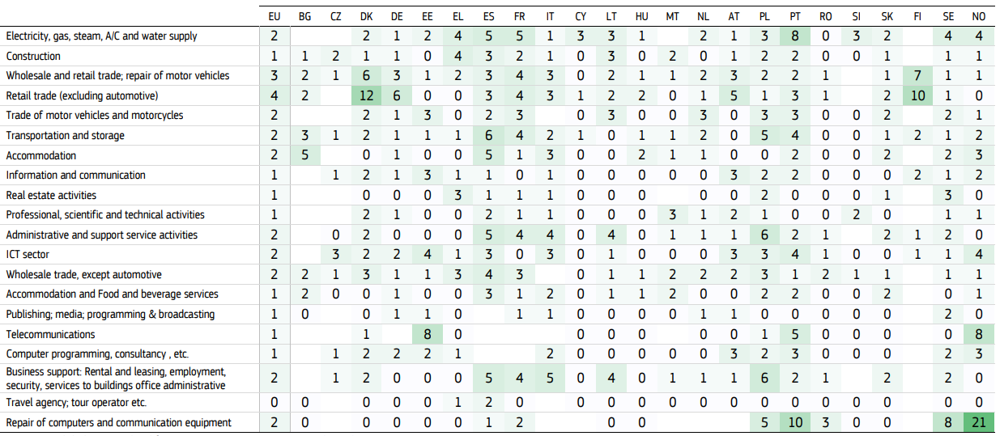 EU BG CZ DK DE EE EL ES FR IT CY LT HU MT NL AT PL PT RO SI SK FI SE NO
Electricity, gas, steam, A/C and water supply 2 2 1 2 4 5 5 1 3 3 1 2 1 3 8 0 3 2 4 4
Construction 1 1 2 1 1 0 4 3 2 1 0 3 0 2 0 1 2 2 0 0 1 1 1
Wholesale and retail trade; repair of motor vehicles 3 2 1 6 3 1 2 3 4 3 0 2 1 1 2 3 2 2 1 1 7 1 1
Retail trade (excluding automotive) 4 2 12 6 0 0 3 4 3 1 2 2 0 1 5 1 3 1 2 10 1 0
Trade of motor vehicles and motorcycles 2 2 1 3 0 2 3 0 3 0 0 3 0 3 3 0 0 2 2 1
Transportation and storage 2 3 1 2 1 1 1 6 4 2 1 0 1 1 2 0 5 4 0 0 1 2 1 2
Accommodation 2 5 0 1 0 0 5 1 3 0 0 2 1 1 0 0 2 0 0 2 2 3
Information and communication 1 1 2 1 3 1 1 0 1 0 0 0 0 0 3 2 2 0 0 0 2 1 2
Real estate activities 1 0 0 0 3 1 1 1 0 0 0 0 0 2 0 0 0 1 3 0
Professional, scientific and technical activities 1 2 1 0 0 2 1 1 0 0 0 3 1 2 1 0 0 2 0 1 1
Administrative and support service activities 2 0 2 0 0 0 5 4 4 0 4 0 1 1 1 6 2 1 2 1 2 0
ICT sector 2 3 2 2 4 1 3 0 3 0 1 0 0 0 3 3 4 1 0 0 1 1 4
Wholesale trade, except automotive 2 2 1 3 1 1 3 4 3 0 1 1 2 2 2 3 1 2 1 1 1 1
Accommodation and Food and beverage services 1 2 0 0 1 0 0 3 1 2 0 1 1 2 0 0 2 2 0 0 2 0 1
Publishing; media; programming & broadcasting 1 0 0 1 1 0 1 1 0 0 0 0 1 1 0 0 0 0 0 2 0
Telecommunications 1 1 8 0 0 0 0 0 0 0 1 5 0 0 0 0 8
Computer programming, consultancy , etc. 1 1 2 2 2 1 2 0 0 0 0 0 3 2 3 0 0 0 2 3
Business support: Rental and leasing, employment,
security, services to buildings office administrative 2 1 2 0 0 0 5 4 5 0 4 0 1 1 1 6 2 1 2 2 0
Travel agency; tour operator etc. 0 0 0 0 0 1 2 0 0 0 0 0 0 0 0 0 0 0 0 0 0
Repair of computers and communication equipment 2 0 0 0 0 0 1 2 0 0 5 10 3 0 0 8 21